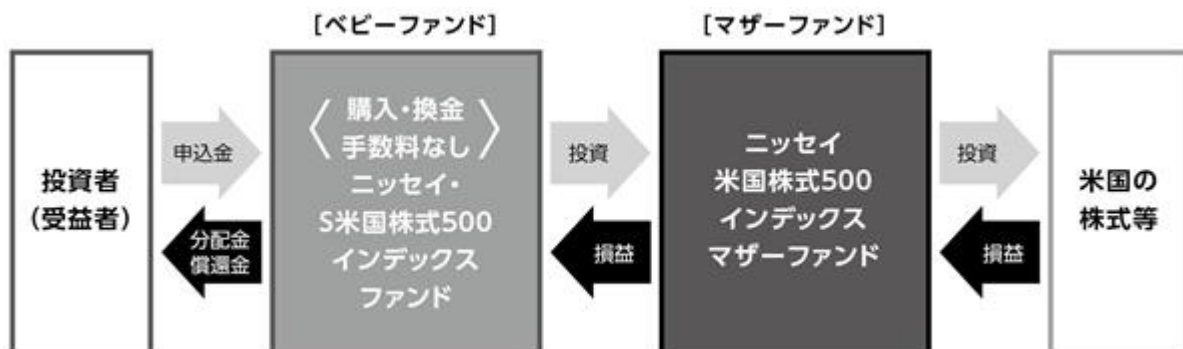 [ベビーファンド]
[マザーファンド]
投資者
(受益者)
申込金
分配金
償還金
〈購入・換金
手数料なし〉
ニッセイ・
S米国株式500
インデックス
ファンド
投資
損益
ニッセイ
米国株式500
インデックス
マザーファンド
投資
損益
米国の
株式等